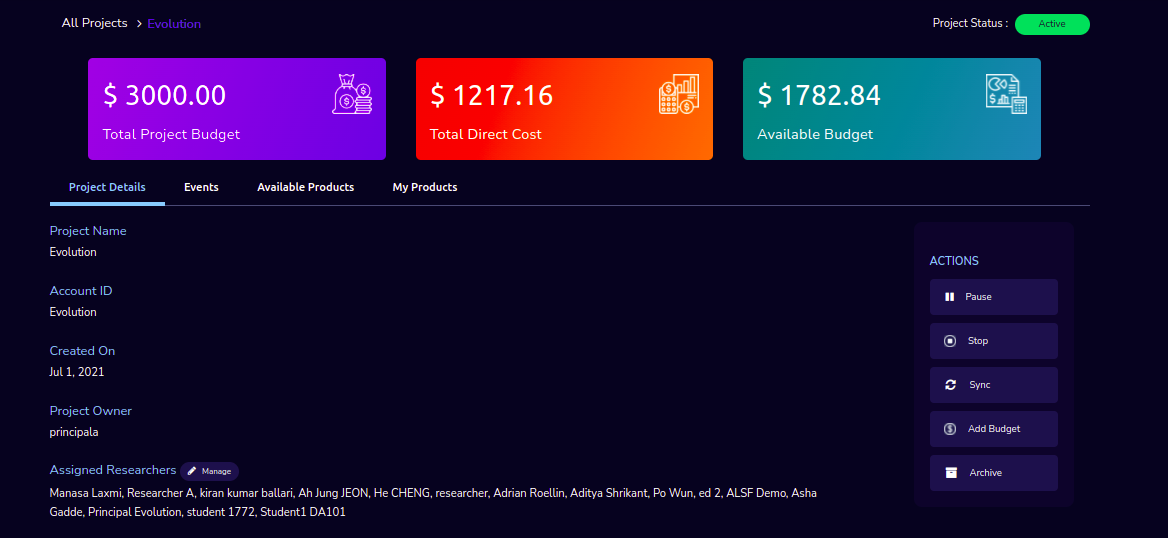 All Projects > Evolution
Project Status : Active
$ 3000.00
Total Project Budget
$ 1217.16
Total Direct Cost
$ 1782.84
Available Budget
Project Details Events Available Products My Products
Project Name
Evolution
Account ID
Evolution
Created On
Jul 1, 2021
Project Owner
principala
Assigned Researchers Manage
Manasa Laxmi, Researcher A, kiran kumar ballari, Ah Jung JEON, He CHENG, researcher, Adrian Roellin, Aditya Shrikant, Po Wun, ed 2, ALSF Demo, Asha
Gadde, Principal Evolution, student 1772, Student1 DA101
ACTIONS
Pause
Stop
Sync
Add Budget
Archive